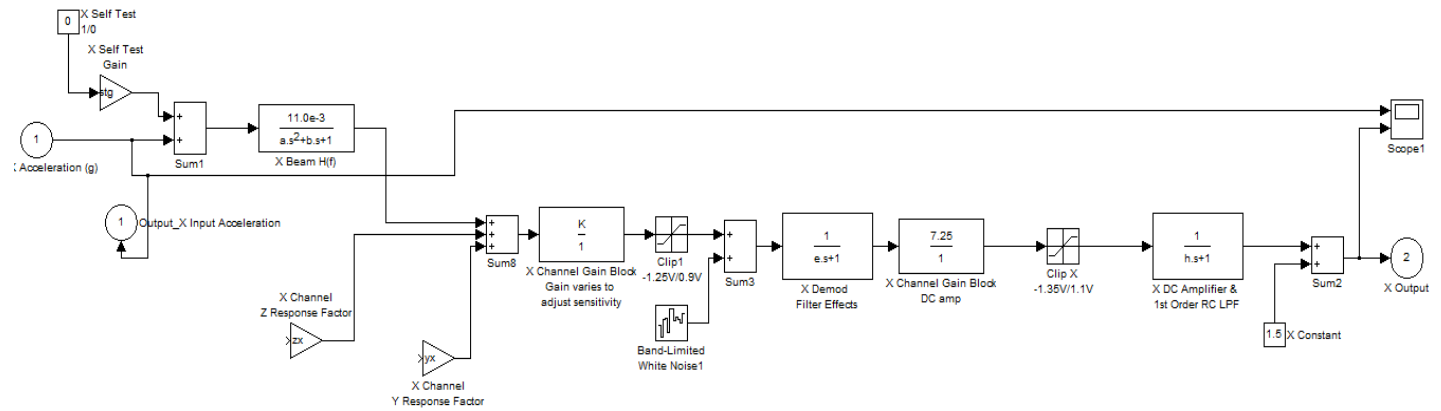 0
X Self Test
1/0
X Self Test
Gain
stg
1
X Acceleration (g)
+
+
Sum1
11.0e-3
a.s2+b.s+1
X Beam H(f)
Scope1
1
Output_X Input Acceleration
+
+
+
Sum8
K
1
X Channel Gain Block
Gain varies to
adjust sensitivity
Clip1
-1.25V/0.9V
+
+
Sum3
1
e.s+1
X Demod
Filter Effects
7.25
1
X Channel Gain Block
DC amp
Clip X
-1.35V/1.1V
1
h.s+1
X DC Amplifier &
1st Order RC LPF
+
+
Sum2
2
X Output
X Channel
Z Response Factor
zx
yx
X Channel
Y Response Factor
Band-Limited
White Noise1
1.5
X Constant